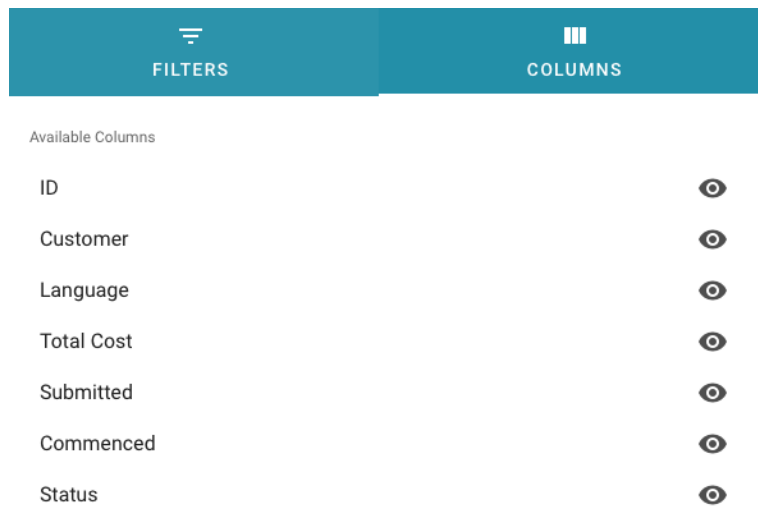 FILTERS
COLUMNS
Available Columns
ID
Customer
Language
Total Cost
Submitted
Commenced
Status